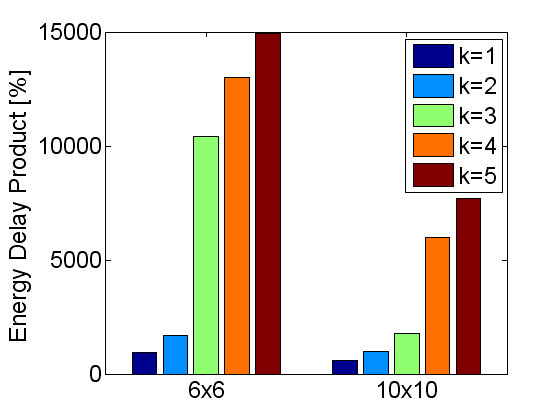 Energy Delay Product [%]
15000
10000
5000
0
6x6
10x10
k=1
k=2
k=3
k=4
k=5